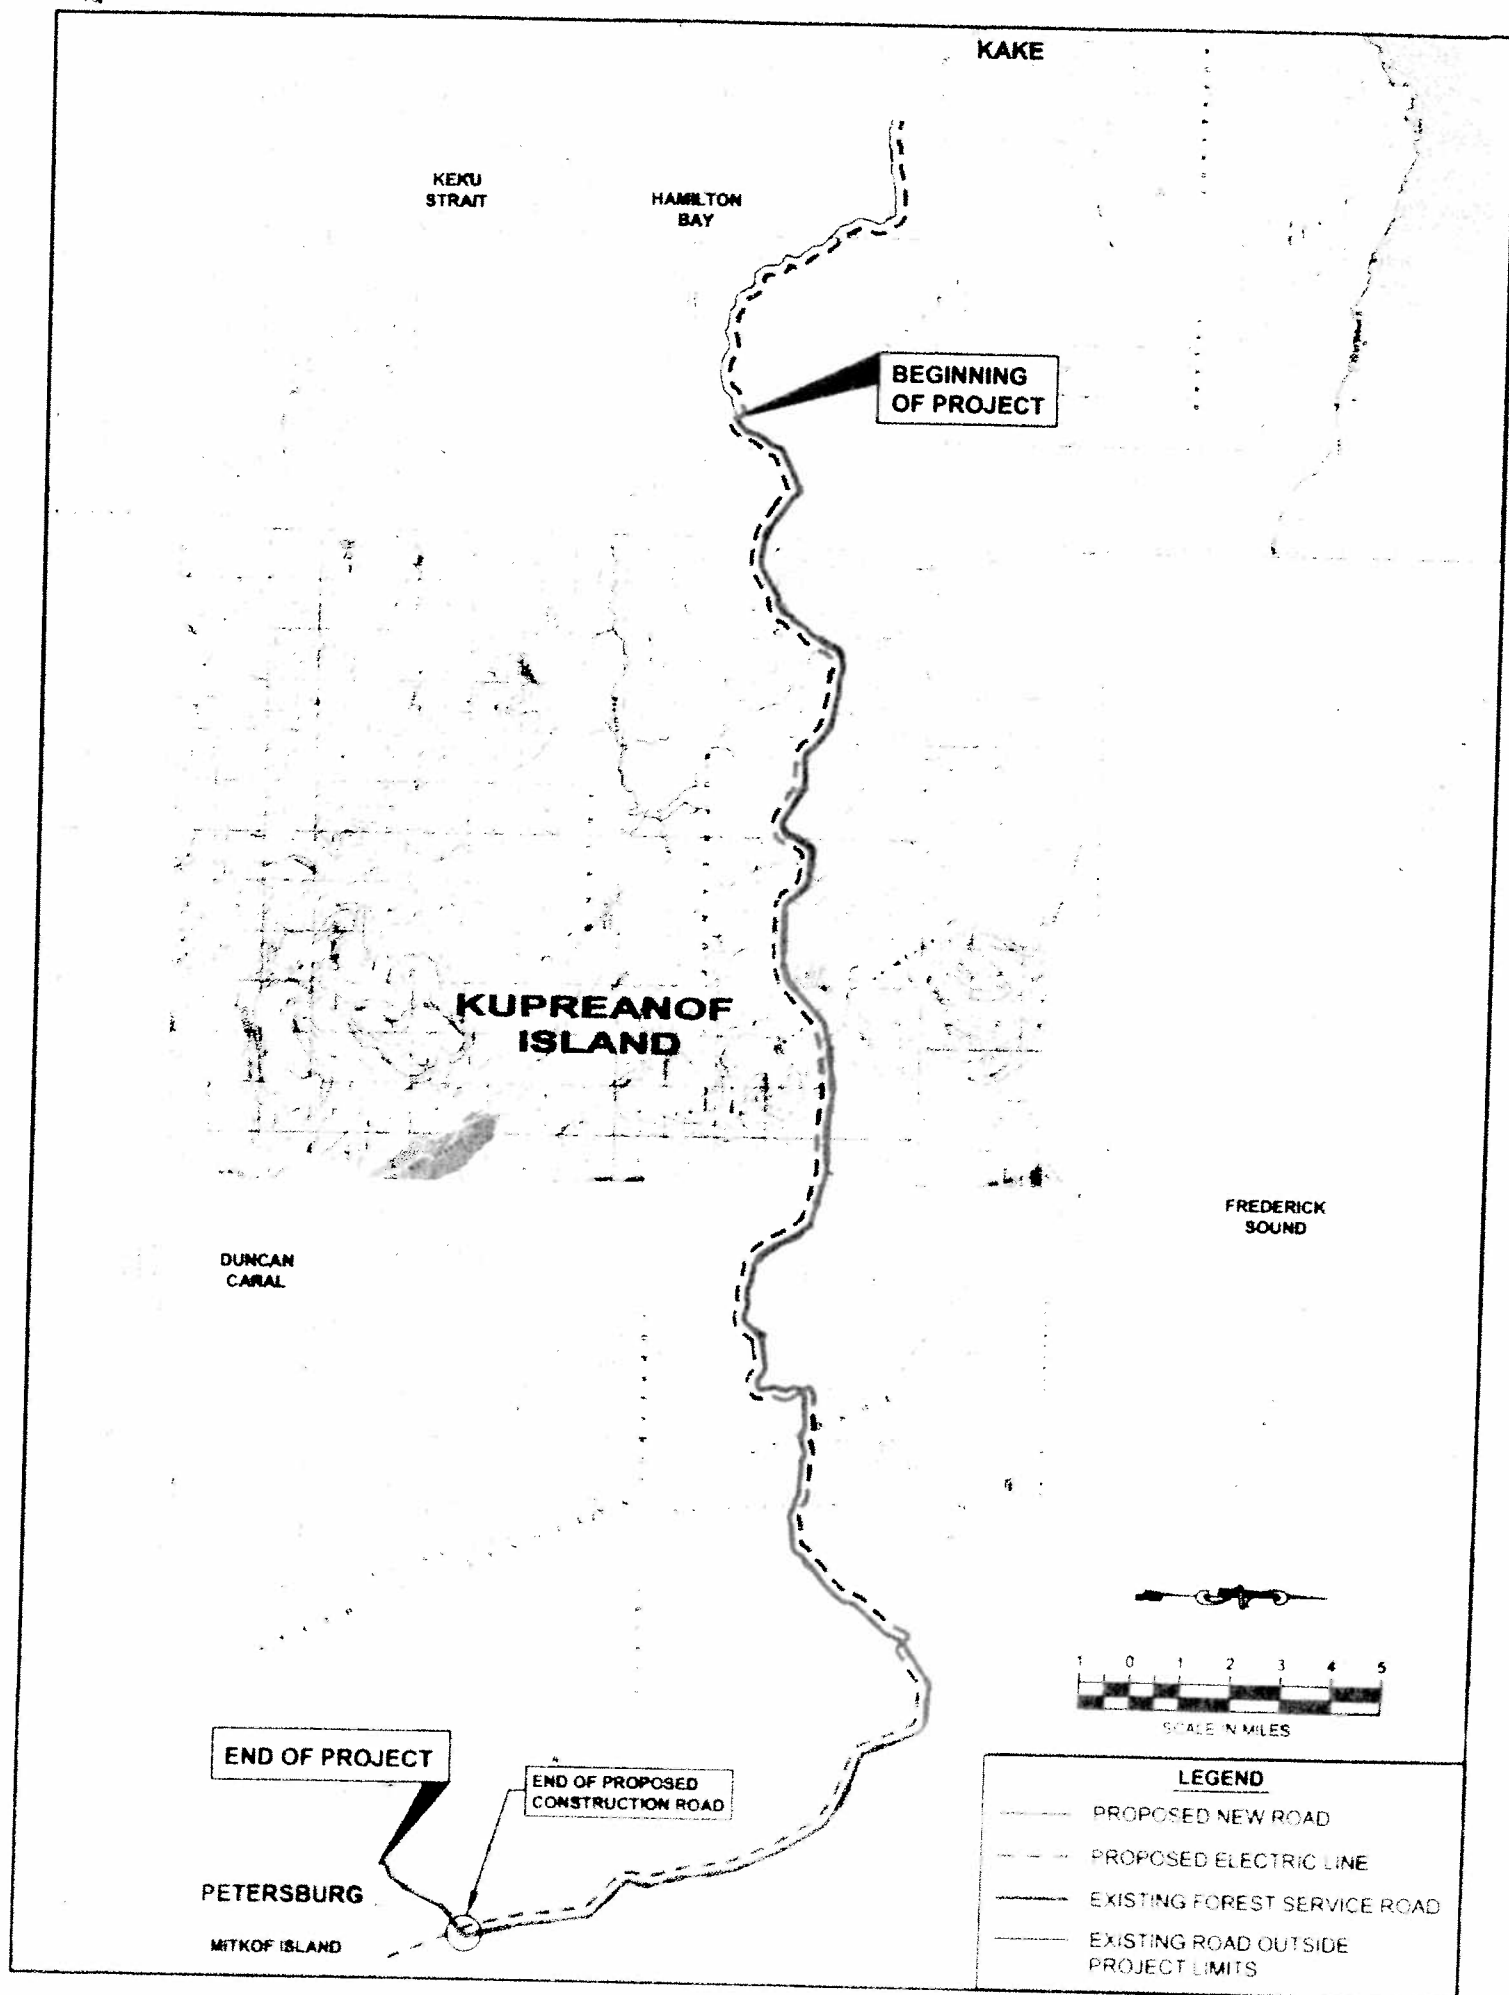 KAKE
KEKU
STRAIT
HAMILTON
BAY
BEGINNING
OF PROJECT
KUPREANOF
ISLAND
FREDERICK
SOUND
DUNCAN
CANAL
1 0 1 2 3 4 5
SCALE IN MILES
END OF PROJECT
END OF PROPOSED
CONSTRUCTION ROAD
PETERSBURG
MITKOF ISLAND
LEGEND
PROPOSED NEW ROAD
PROPOSED ELECTRIC LINE
EXISTING FOREST SERVICE ROAD
EXISTING ROAD OUTSIDE
PROJECT LIMITS